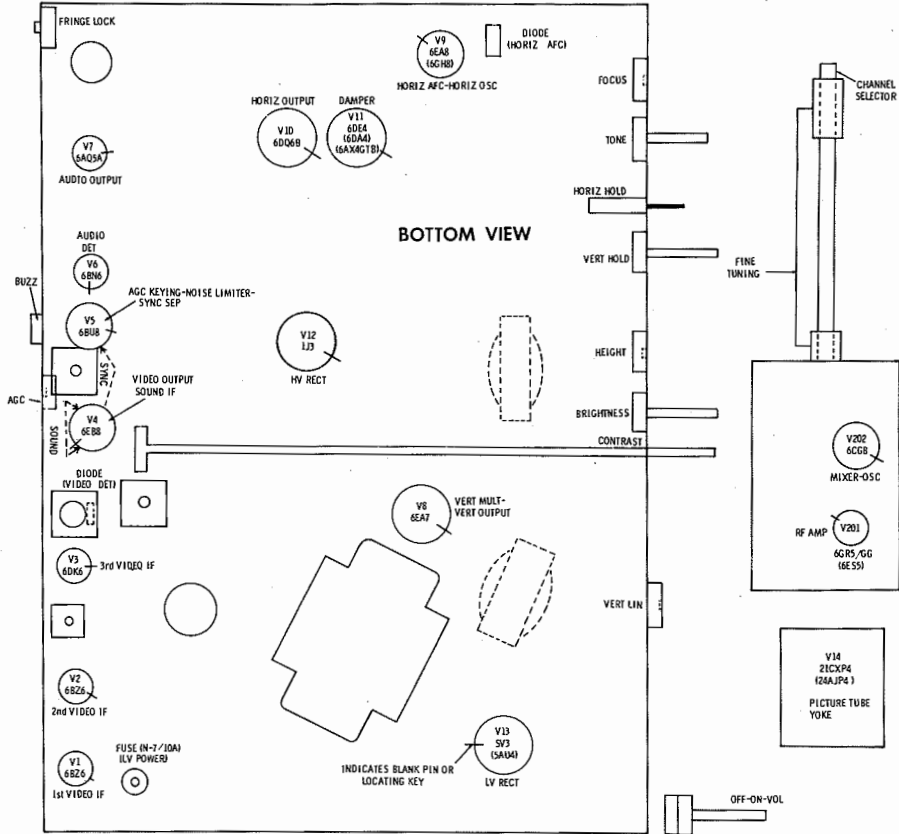 FRINGE LOCK
V9
6EA8
(6GH8)
HORIZ AFC-HORIZ OSC
DIODE
(HORIZ AFC)
FOCUS
CHANNEL
SELECTOR
HORIZ OUTPUT
V10
6DQ6B
DAMPER
V11
6DE4
(6DA4)
(6AX4GTB)
TONE
V7
6AQ5A
AUDIO OUTPUT
HORIZ HOLD
BOTTOM VIEW
AUDIO
DET
V6
6BN6
VERT HOLD
FINE
TUNING
BUZZ
AGC KEYING-NOISE LIMITER-
SYNC SEP
V5
6BU8
V12
1J3
HV RECT
HEIGHT
SYNC
VIDEO OUTPUT
SOUND IF
AGC
V4
6EB8
SOUND
BRIGHTNESS
CONTRAST
V202
6CG8
MIXER-OSC
DIODE
(VIDEO DET)
V8
6EA7
VERT MULT-
VERT OUTPUT
RF AMP
V201
6GR5/GG
(6ES5)
V3
6DK6
3rd VIDEO IF
VERT LIN
V14
21CXP4
(24AJP4)
PICTURE TUBE
YOKE
V2
6BZ6
2nd VIDEO IF
V1
6BZ6
1st VIDEO IF
FUSE (N-7/10A)
(LV POWER)
INDICATES BLANK PIN OR
LOCATING KEY
V13
5V3
(5AU4)
LV RECT
OFF-ON-VOL